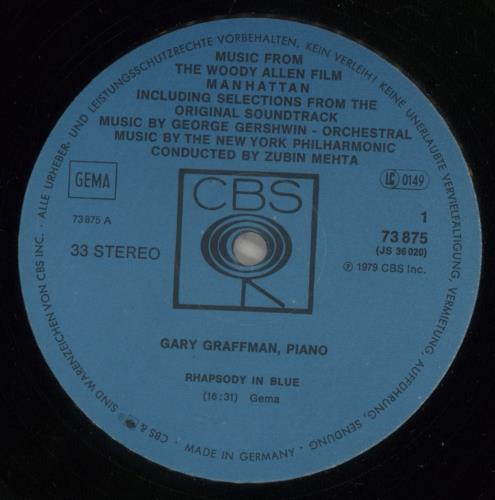 ALLE URHEBER- UND LEISTUNGSSCHUTZRECHTE VORBEHALTEN, KEIN VERLEIH! KEINE UNERLAUBTE VERVIELFÄLTIGUNG, VERMIETUNG, AUFFÜHRUNG, SENDUNG
MUSIC FROM
THE WOODY ALLEN FILM
MANHATTAN
INCLUDING SELECTIONS FROM THE
ORIGINAL SOUNDTRACK
MUSIC BY GEORGE GERSHWIN - ORCHESTRAL
MUSIC BY THE NEW YORK PHILHARMONIC
CONDUCTED BY ZUBIN MEHTA
GEMA
CBS
LC 0149
73 875 A
1
73 875
(JS 36 020)
33 STEREO
℗ 1979 CBS Inc.
GARY GRAFFMAN, PIANO
RHAPSODY IN BLUE
(16:31) Gema
CBS & SIND WARENZEICHEN VON CBS INC. ·
· MADE IN GERMANY ·